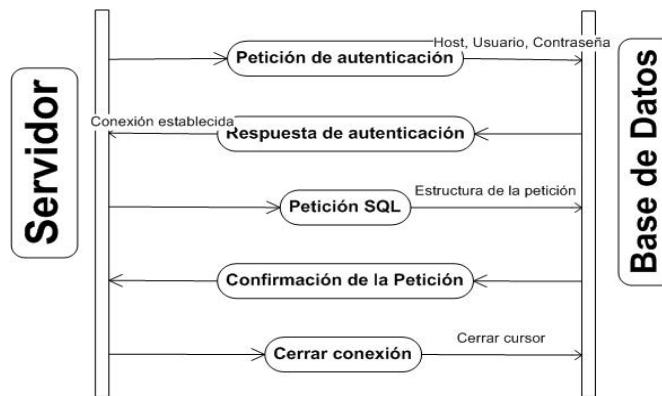 Servidor
Base de Datos
Petición de autenticación
Host, Usuario, Contraseña
Conexión establecida
Respuesta de autenticación
Petición SQL
Estructura de la petición
Confirmación de la Petición
Cerrar conexión
Cerrar cursor